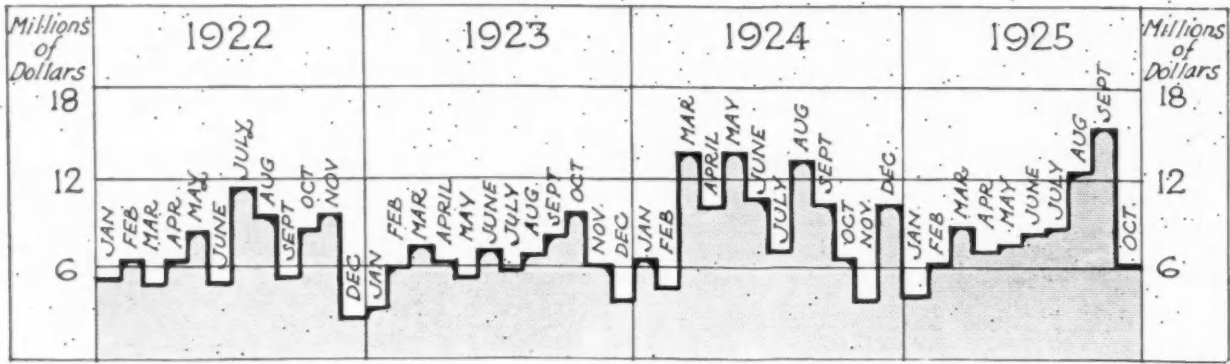 Millions of Dollars 1922 1923 1924 1925 Millions of Dollars
18 18
12 12
6 6
JAN FEB MAR. APR. MAY JUNE JULY AUG SEPT OCT NOV DEC
JAN FEB MAR. APRIL MAY JUNE JULY AUG. SEPT OCT NOV. DEC
JAN FEB MAR APRIL MAY JUNE JULY AUG SEPT OCT NOV. DEC.
JAN. FEB MAR APR. MAY JUNE JULY AUG SEPT OCT.